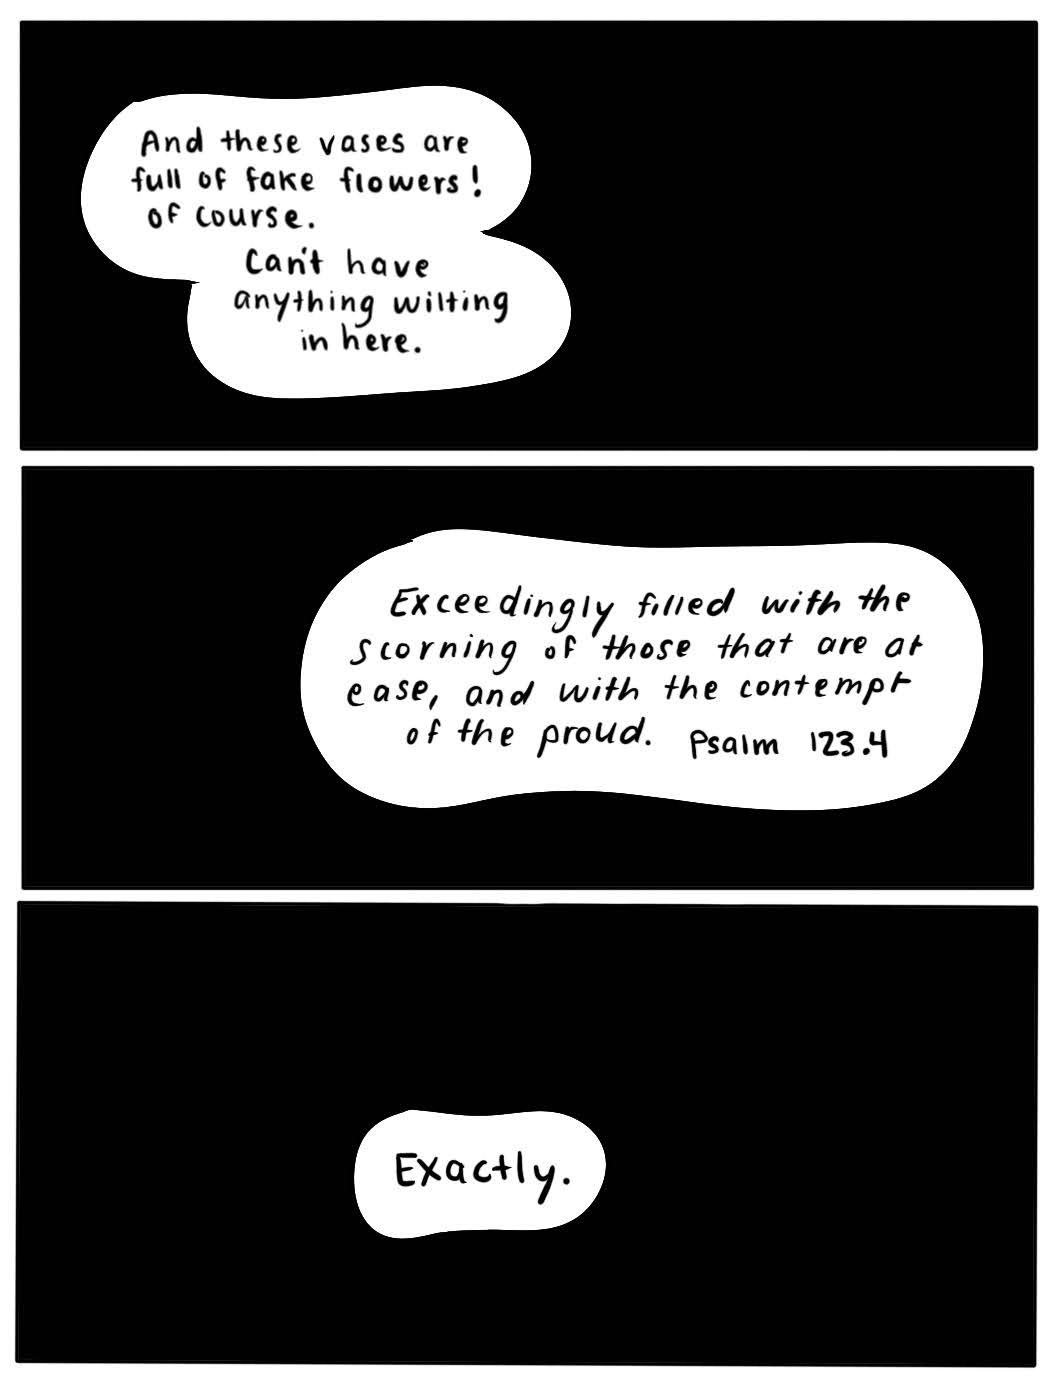 And these vases are
full of fake flowers!
of course.
Can't have
anything wilting
in here.
Exceedingly filled with the
scorning of those that are at
ease, and with the contempt
of the proud. Psalm 123.4
Exactly.